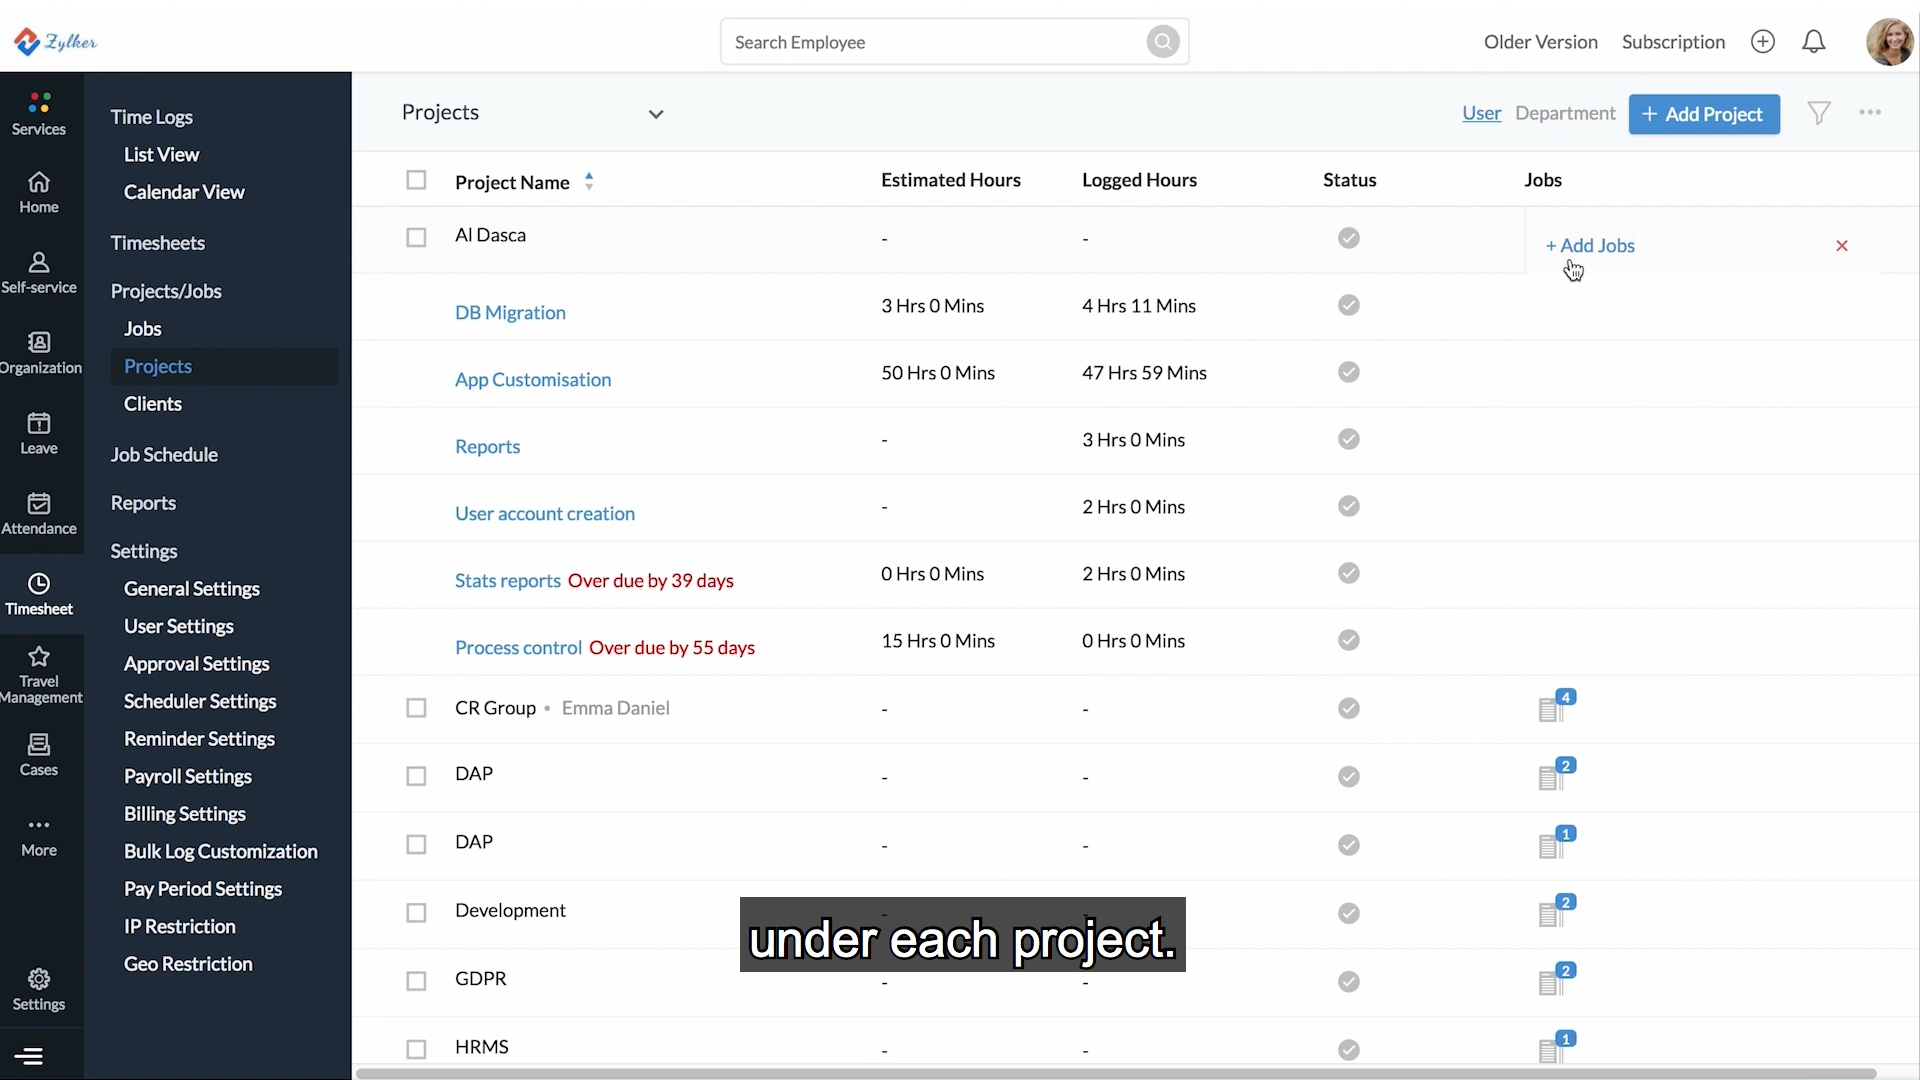 Zylker
Search Employee
Older Version
Subscription
Services
Home
Self-service
Organization
Leave
Attendance
Timesheet
Travel
Management
Cases
More
Settings
Time Logs
List View
Calendar View
Timesheets
Projects/Jobs
Jobs
Projects
Clients
Job Schedule
Reports
Settings
General Settings
User Settings
Approval Settings
Scheduler Settings
Reminder Settings
Payroll Settings
Billing Settings
Bulk Log Customization
Pay Period Settings
IP Restriction
Geo Restriction
Projects
User Department + Add Project
Project Name Estimated Hours Logged Hours Status Jobs
Al Dasca - - + Add Jobs
DB Migration 3 Hrs 0 Mins 4 Hrs 11 Mins
App Customisation 50 Hrs 0 Mins 47 Hrs 59 Mins
Reports - 3 Hrs 0 Mins
User account creation - 2 Hrs 0 Mins
Stats reports Over due by 39 days 0 Hrs 0 Mins 2 Hrs 0 Mins
Process control Over due by 55 days 15 Hrs 0 Mins 0 Hrs 0 Mins
CR Group • Emma Daniel - - 4
DAP - - 2
DAP - - 1
Development - - 2
GDPR - - 2
HRMS - - 1
under each project.